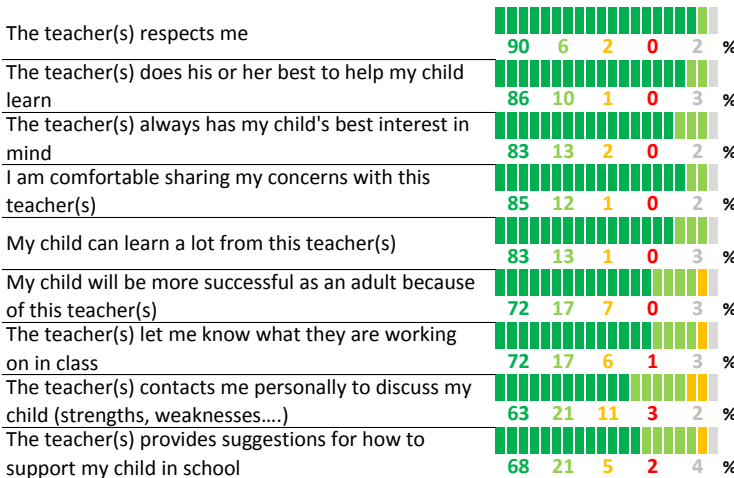 The teacher(s) respects me
90 6 2 0 2 %
The teacher(s) does his or her best to help my child
learn
86 10 1 0 3 %
The teacher(s) always has my child's best interest in
mind
83 13 2 0 2 %
I am comfortable sharing my concerns with this
teacher(s)
85 12 1 0 2 %
My child can learn a lot from this teacher(s)
83 13 1 0 3 %
My child will be more successful as an adult because
of this teacher(s)
72 17 7 0 3 %
The teacher(s) let me know what they are working
on in class
72 17 6 1 3 %
The teacher(s) contacts me personally to discuss my
child (strengths, weaknesses....)
63 21 11 3 2 %
The teacher(s) provides suggestions for how to
support my child in school
68 21 5 2 4 %